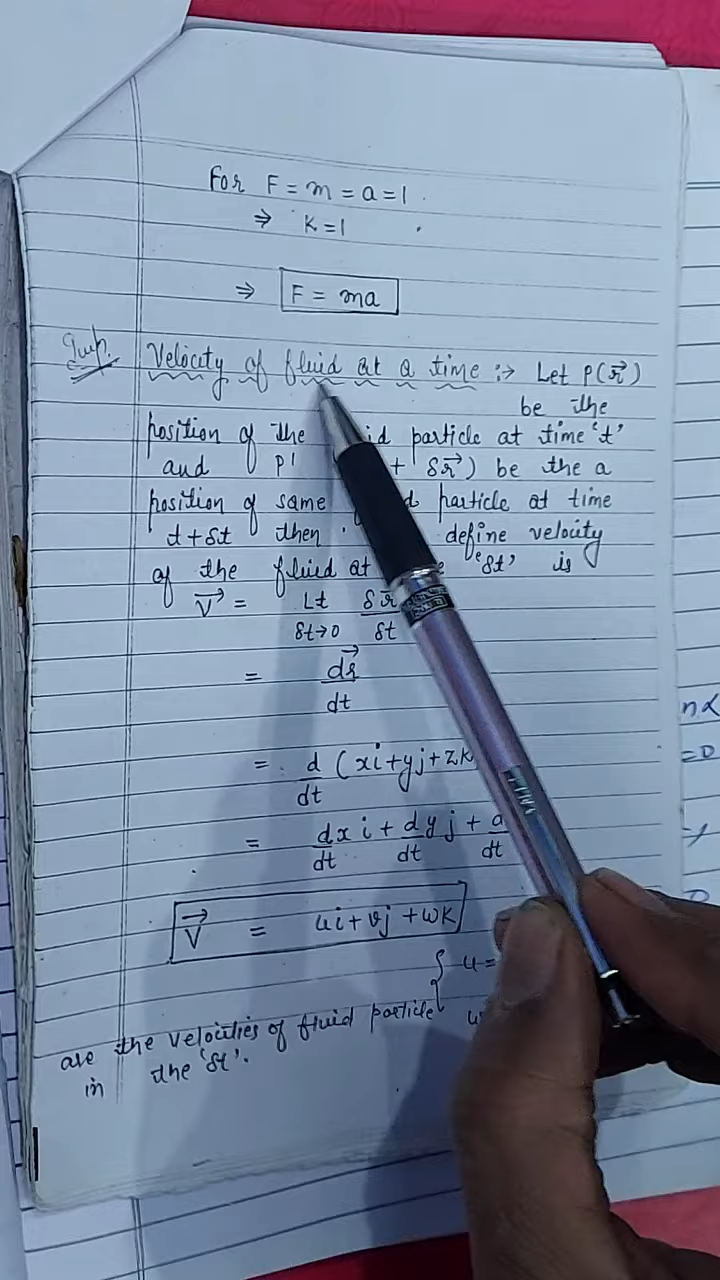 For F = m = a = 1.
⇒ K = 1
⇒ F = ma
Imp. Velocity of fluid at a time :→ Let P(r⃗)
be the
position of the id particle at time 't'
and P' + δr⃗) be the a
position of same particle at time
t+δt then define velocity
of the fluid at 'δt' is
V⃗ = Lt δr⃗
δt→0 δt
= dr⃗
dt
= d (xi+yj+zk
dt
= dx i + dy j + d
dt dt dt
V⃗ = ui + vj + wk
{ u =
are the velocities of fluid particle
in the 'δt'.
nα
=0